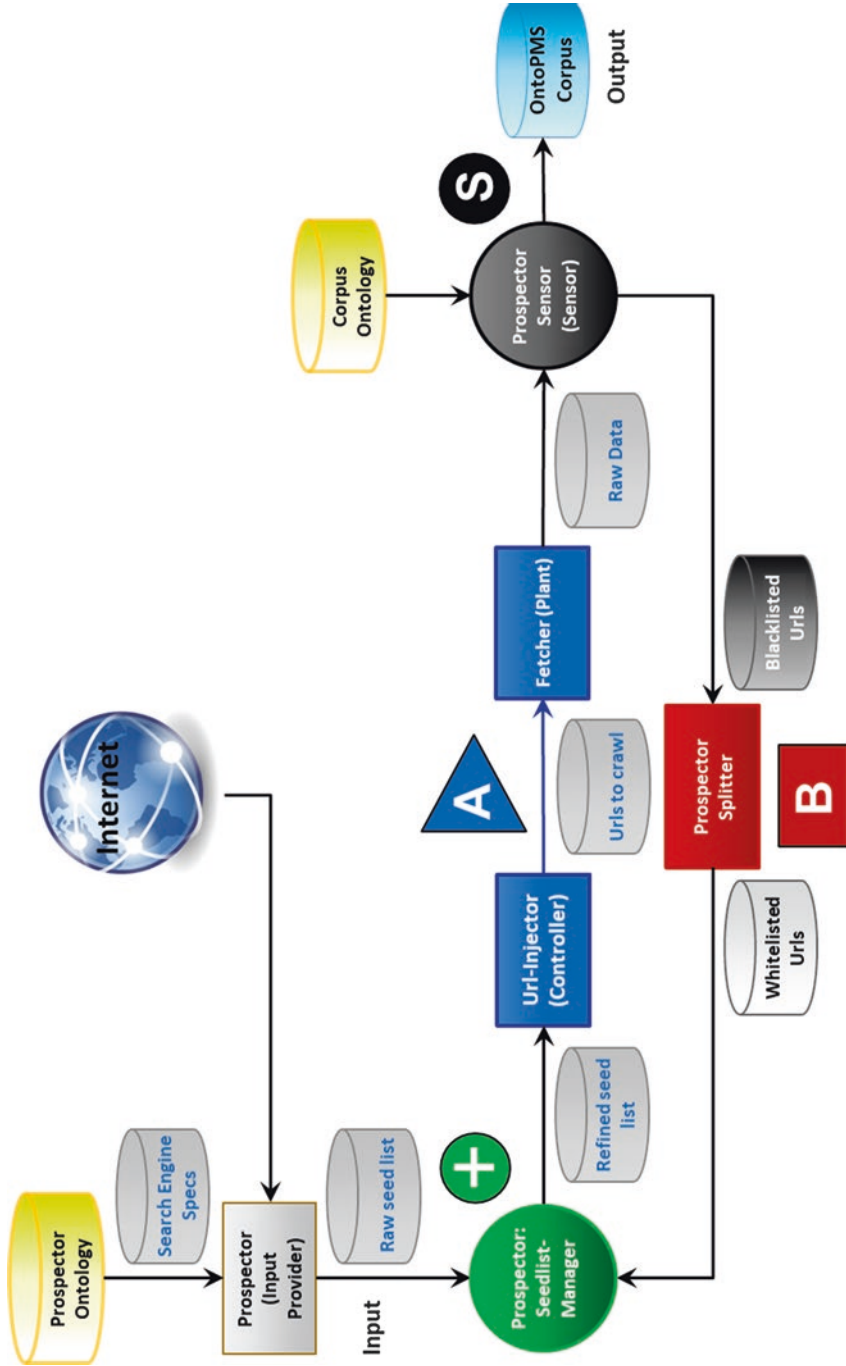 Prospector
Ontology
Search Engine
Specs
Internet
Prospector
(Input
Provider)
Input
Raw seed list
Prospector:
Seedlist-
Manager
+
Refined seed
list
Url-Injector
(Controller)
A
Urls to crawl
Fetcher (Plant)
Raw Data
Corpus
Ontology
Prospector
Sensor
(Sensor)
S
OntoPMS
Corpus
Output
Whitelisted
Urls
Prospector
Splitter
B
Blacklisted
Urls